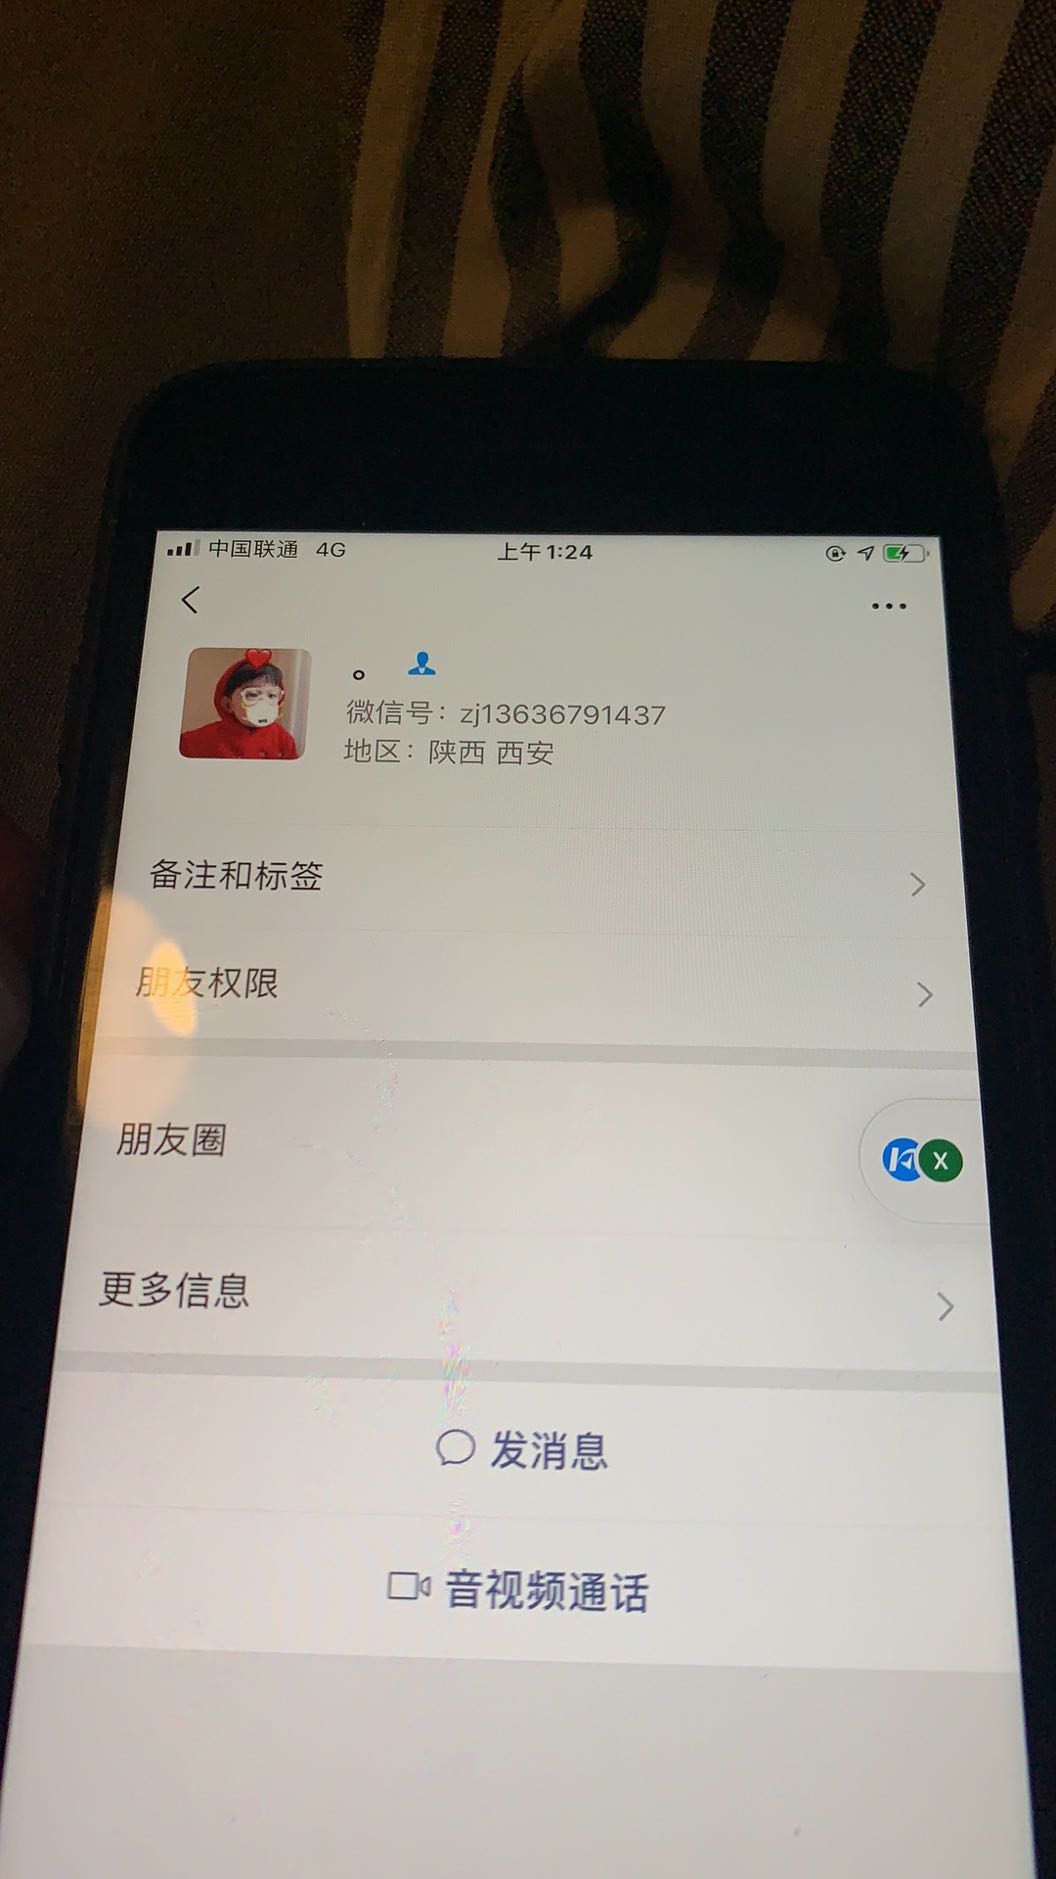 中国联通 4G 上午1:24
。
微信号：zj13636791437
地区：陕西 西安
备注和标签
朋友权限
朋友圈
X
更多信息
发消息
音视频通话